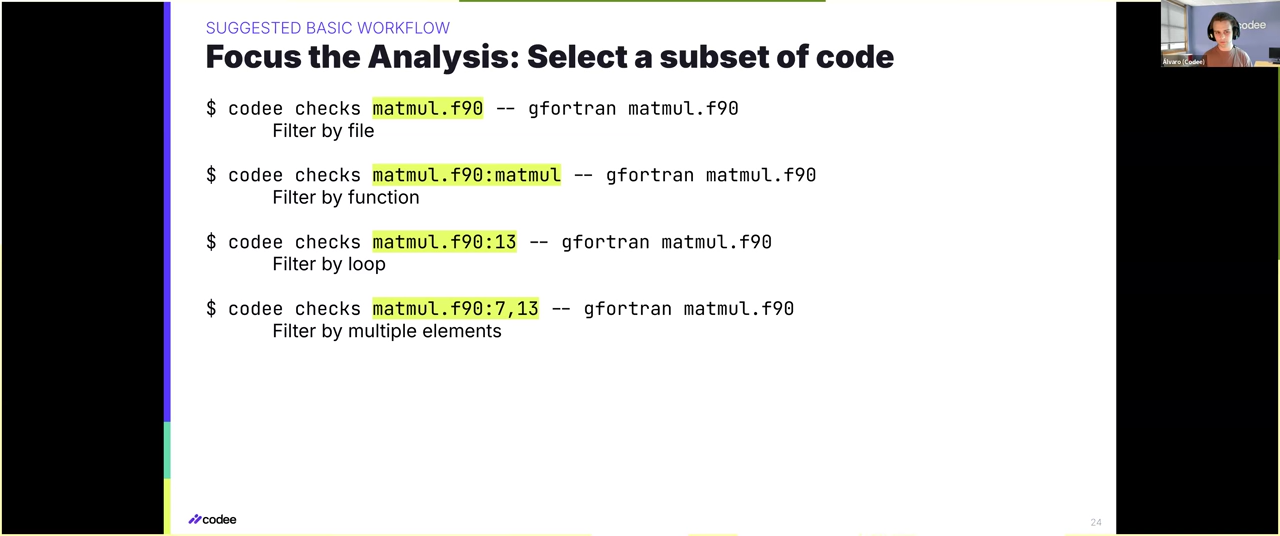 SUGGESTED BASIC WORKFLOW
Focus the Analysis: Select a subset of code
$ codee checks matmul.f90 -- gfortran matmul.f90
Filter by file
$ codee checks matmul.f90:matmul -- gfortran matmul.f90
Filter by function
$ codee checks matmul.f90:13 -- gfortran matmul.f90
Filter by loop
$ codee checks matmul.f90:7,13 -- gfortran matmul.f90
Filter by multiple elements
codee
24
codee
Álvaro (Codee)